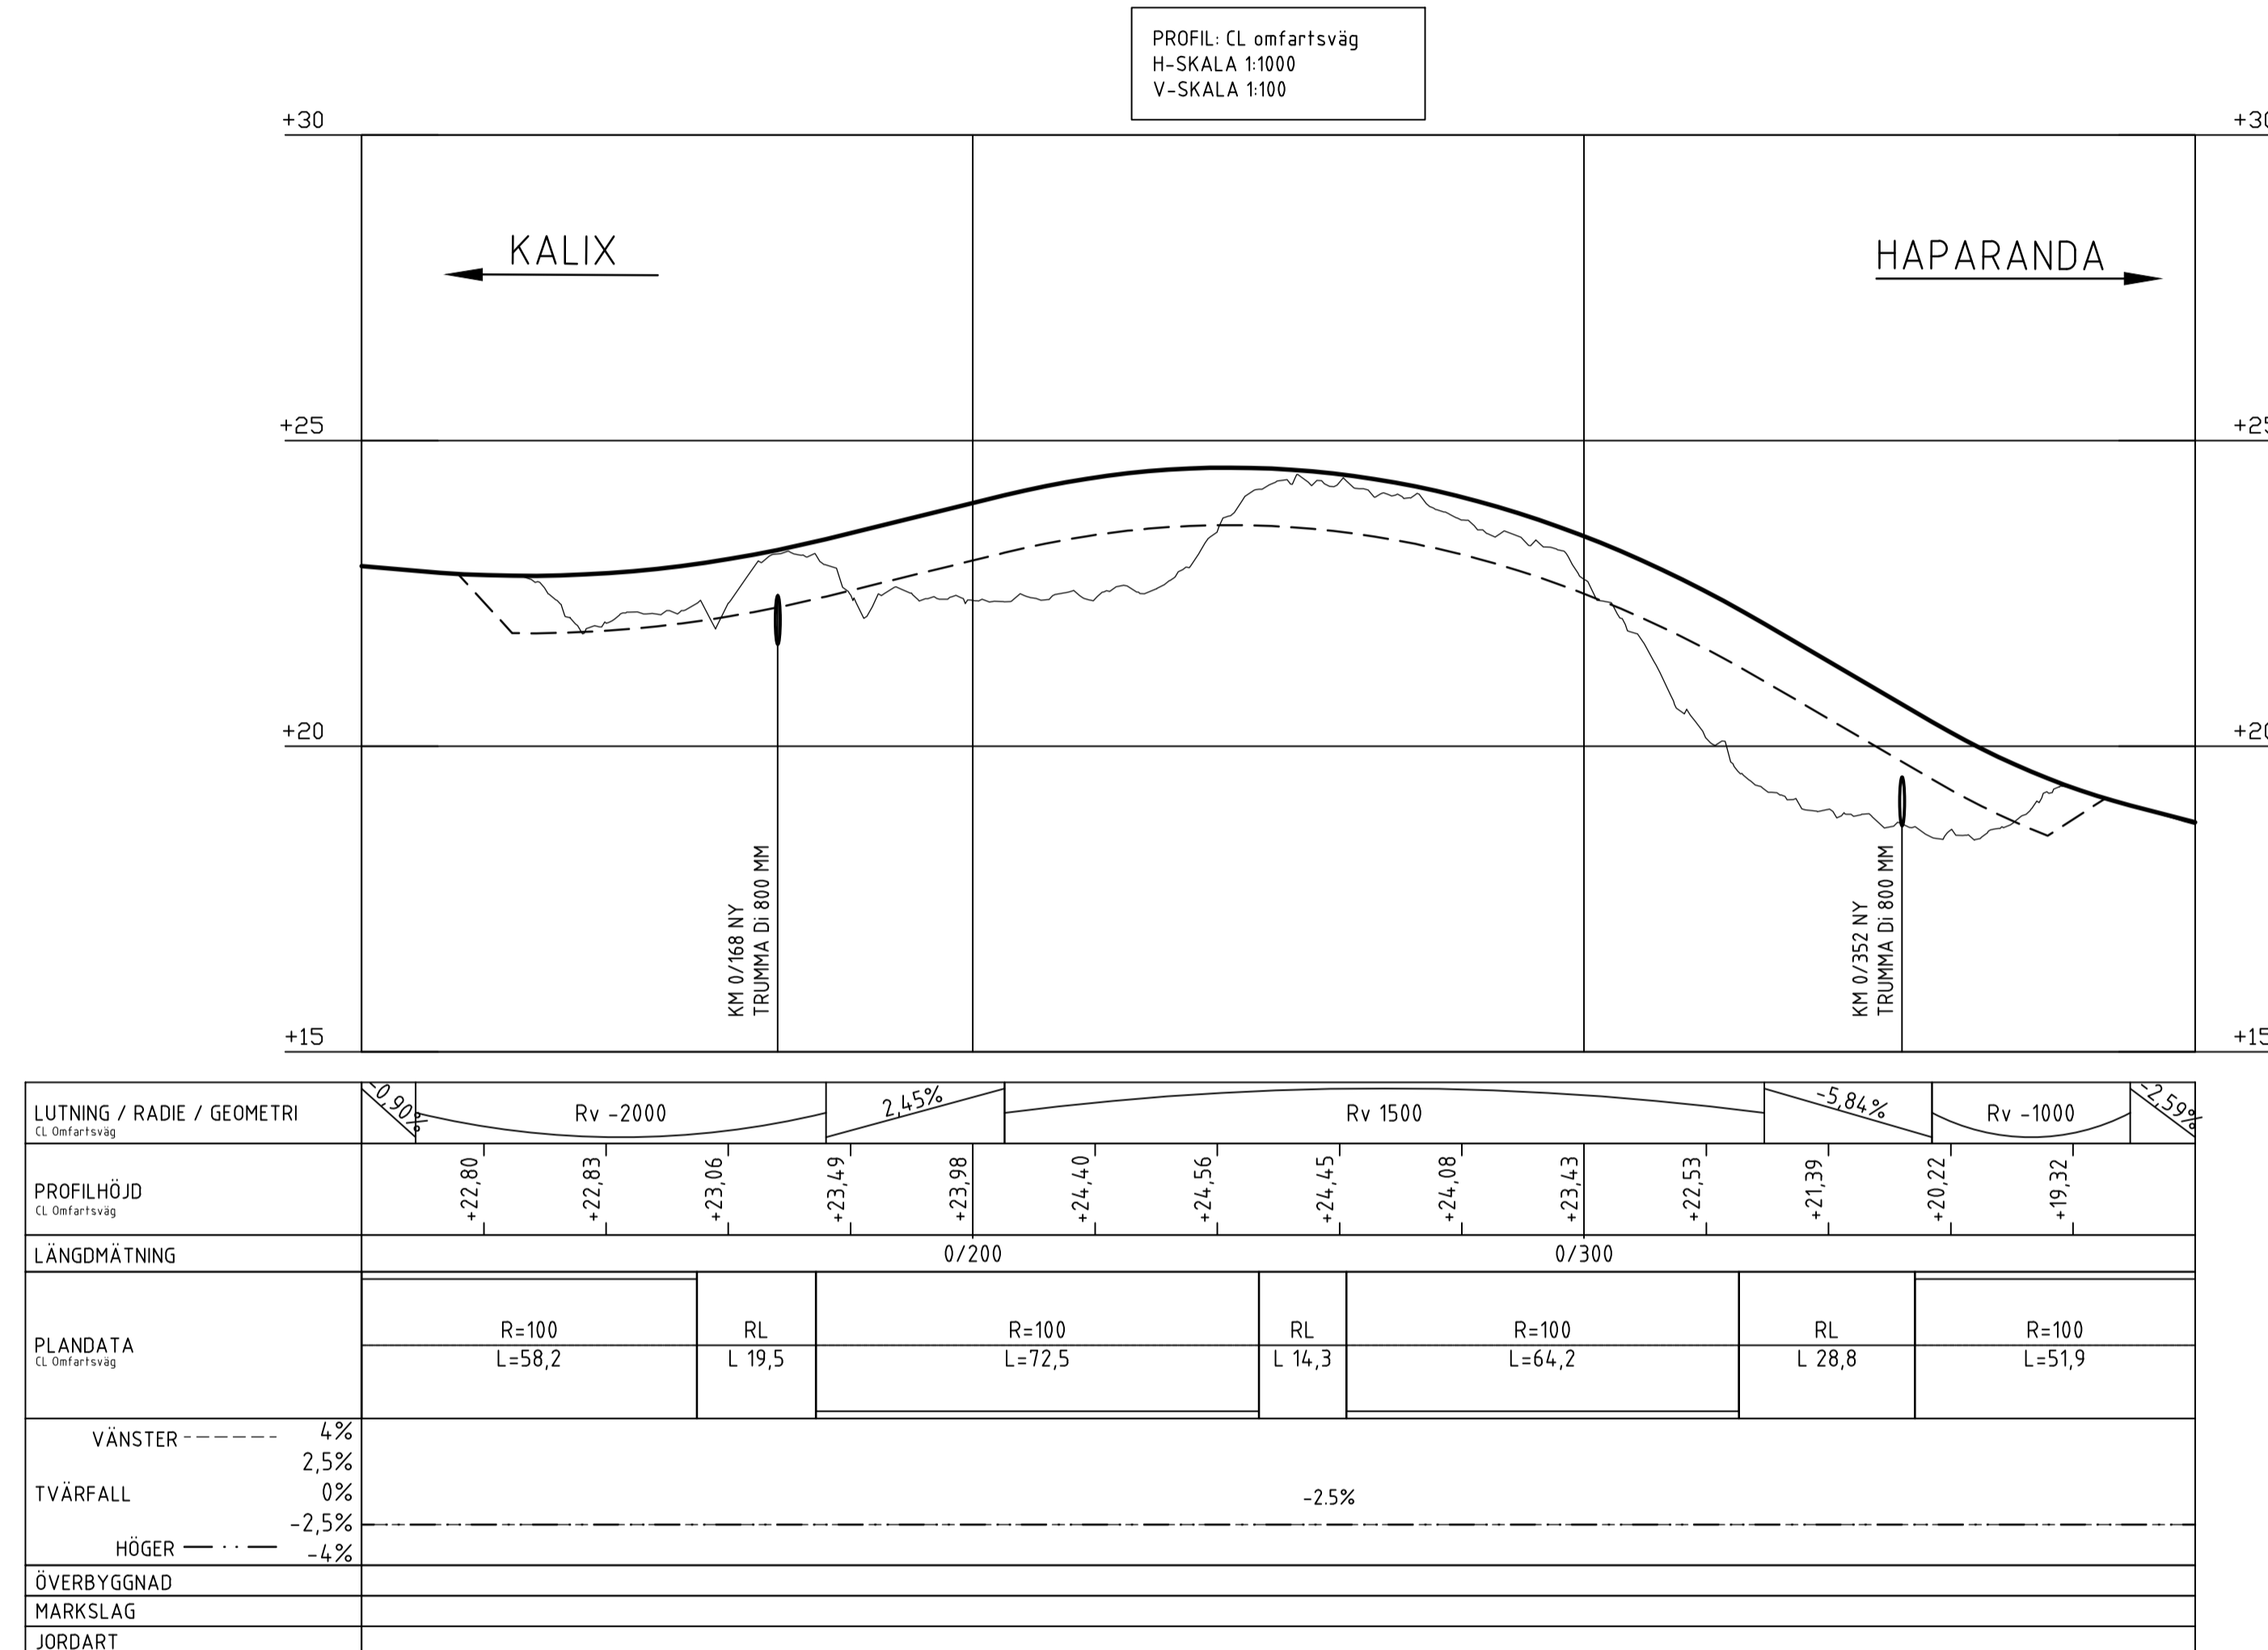 PROFIL: CL omfartsväg
H-SKALA 1:1000
V-SKALA 1:100
+30
KALIX
HAPARANDA
+25 +25
+20
+15 +15
KM 0/168 NY
TRUMMA Di 800 MM
KM 0/352 NY
TRUMMA Di 800 MM
LUTNING / RADIE / GEOMETRI -0,90% Rv -2000 2,45% Rv 1500 -5,84% Rv -1000 -2,59%
CL Omfartsväg
PROFILHÖJD +22,80 +22,83 +23,06 +23,49 +23,98 +24,40 +24,56 +24,45 +24,08 +23,43 +22,53 +21,39 +20,22 +19,32
CL Omfartsväg
LÄNGDMÄTNING 0/200 0/300
R=100 RL R=100 RL R=100 RL R=100
PLANDATA
CL Omfartsväg
L=58,2 L 19,5 L=72,5 L 14,3 L=64,2 L 28,8 L=51,9
VÄNSTER 4%
2,5%
TVÄRFALL 0% -2.5%
-2,5%
HÖGER -4%
ÖVERBYGGNAD
MARKSLAG
JORDART